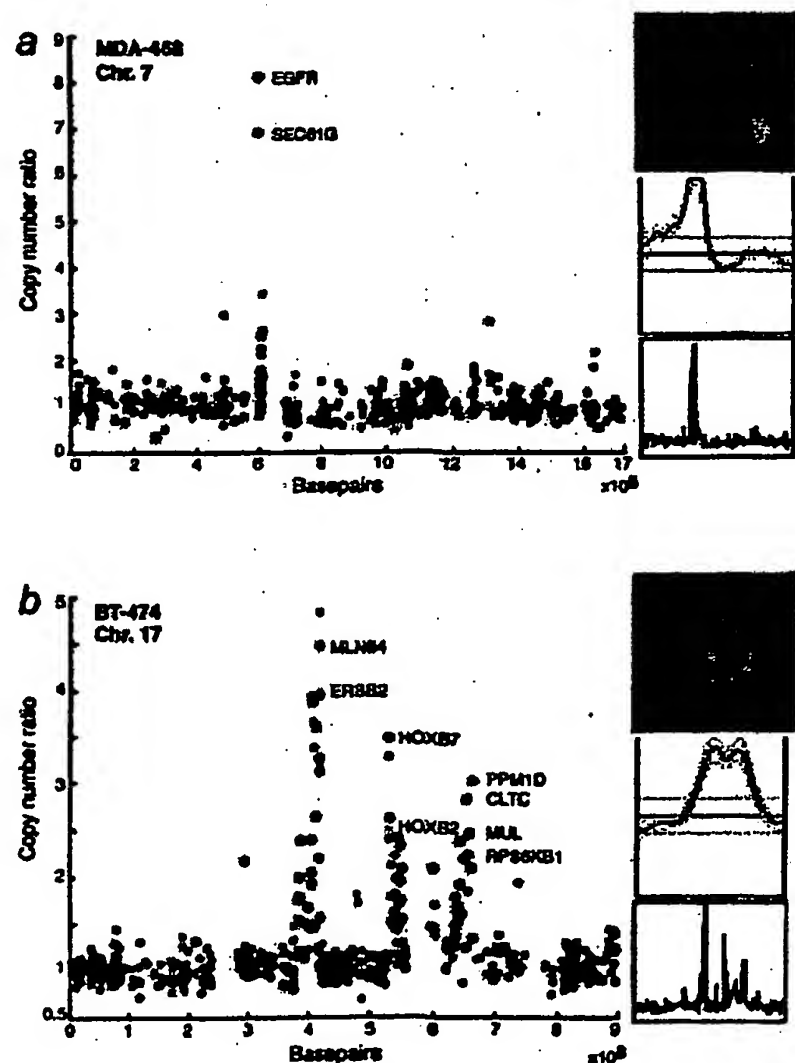 a
MDA-468
Chr. 7
9
8
7
6
5
4
3
2
1
0
Copy number ratio
EGFR
SEC61G
0 2 4 6 8 10 12 14 16 17
Basepairs
b
BT-474
Chr. 17
5
4
3
2
1
0.5
Copy number ratio
MLN64
ERBB2
HOXB7
HOXB2
PPM1D
CLTC
MUL
RPS6KB1
0 1 2 3 4 5 6 7 8 9
Basepairs